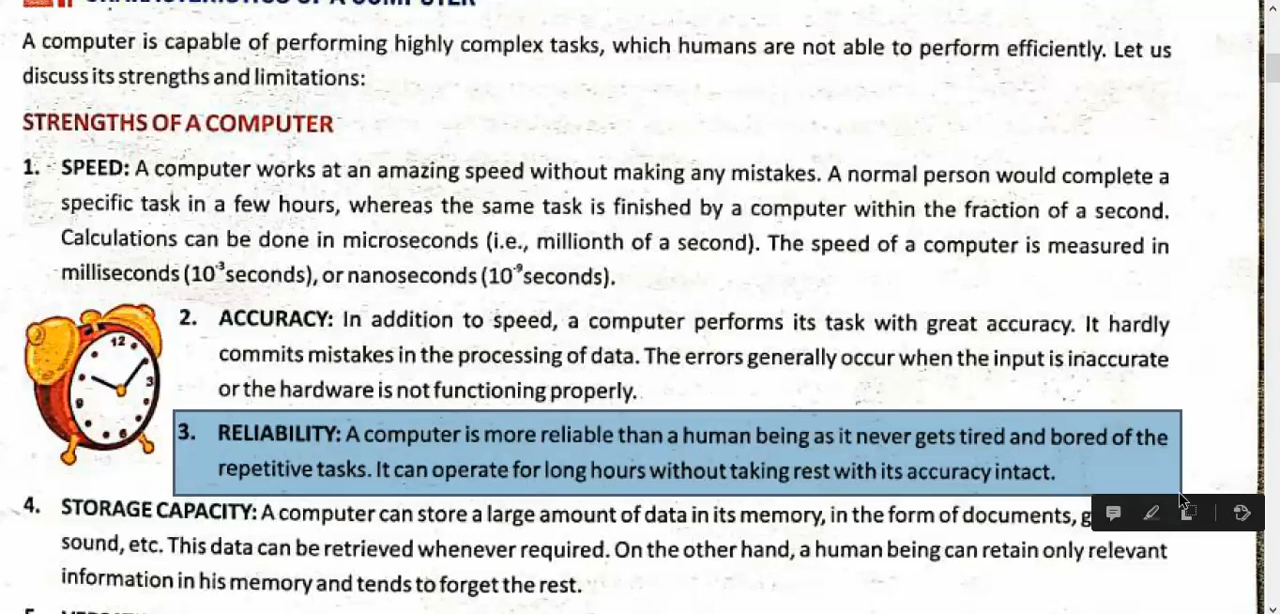 CHARACTERISTICS OF A COMPUTER
A computer is capable of performing highly complex tasks, which humans are not able to perform efficiently. Let us
discuss its strengths and limitations:
STRENGTHS OF A COMPUTER
1. SPEED: A computer works at an amazing speed without making any mistakes. A normal person would complete a
specific task in a few hours, whereas the same task is finished by a computer within the fraction of a second.
Calculations can be done in microseconds (i.e., millionth of a second). The speed of a computer is measured in
milliseconds (10⁻³seconds), or nanoseconds (10⁻⁹seconds).
12
3
9
6
2. ACCURACY: In addition to speed, a computer performs its task with great accuracy. It hardly
commits mistakes in the processing of data. The errors generally occur when the input is inaccurate
or the hardware is not functioning properly.
3. RELIABILITY: A computer is more reliable than a human being as it never gets tired and bored of the
repetitive tasks. It can operate for long hours without taking rest with its accuracy intact.
4. STORAGE CAPACITY: A computer can store a large amount of data in its memory, in the form of documents,
sound, etc. This data can be retrieved whenever required. On the other hand, a human being can retain only relevant
information in his memory and tends to forget the rest.